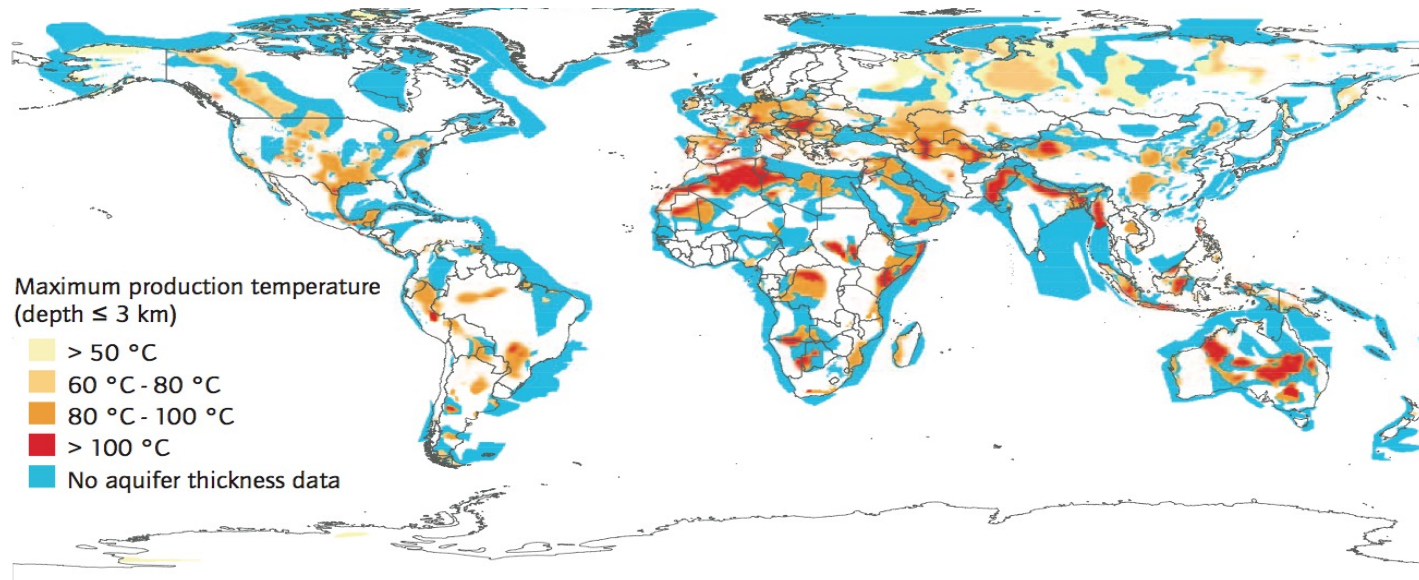 Maximum production temperature
(depth ≤ 3 km)
> 50 °C
60 °C - 80 °C
80 °C - 100 °C
> 100 °C
No aquifer thickness data